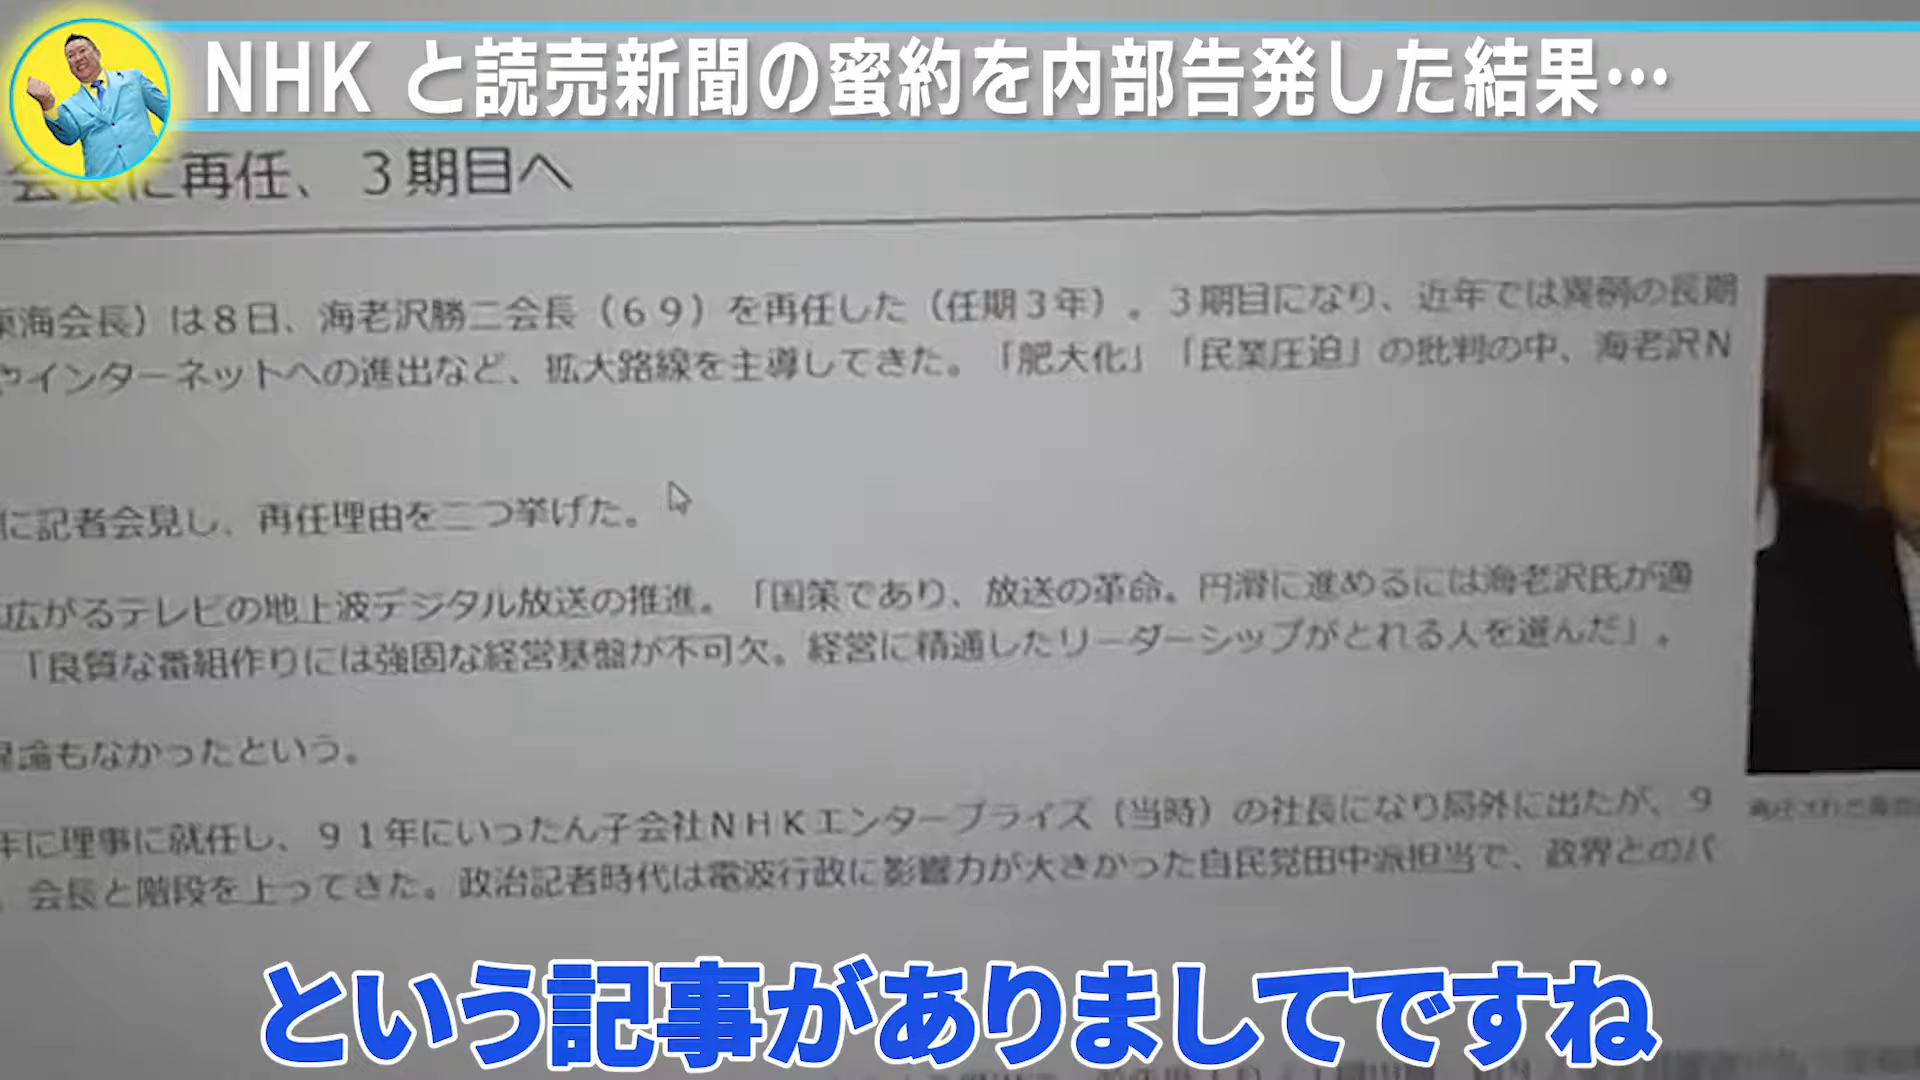 NHK と読売新聞の蜜約を内部告発した結果…
会長に再任、３期目へ
東海会長）は８日、海老沢勝二会長（６９）を再任した（任期３年）。３期目になり、近年では異例の長期
やインターネットへの進出など、拡大路線を主導してきた。「肥大化」「民業圧迫」の批判の中、海老沢Ｎ
に記者会見し、再任理由を二つ挙げた。
広がるテレビの地上波デジタル放送の推進。「国策であり、放送の革命。円滑に進めるには海老沢氏が適
「良質な番組作りには強固な経営基盤が不可欠。経営に精通したリーダーシップがとれる人を選んだ」。
異論もなかったという。
年に理事に就任し、９１年にいったん子会社ＮＨＫエンタープライズ（当時）の社長になり局外に出たが、９
、会長と階段を上ってきた。政治記者時代は電波行政に影響力が大きかった自民党田中派担当で、政界とのパ
という記事がありましてですね